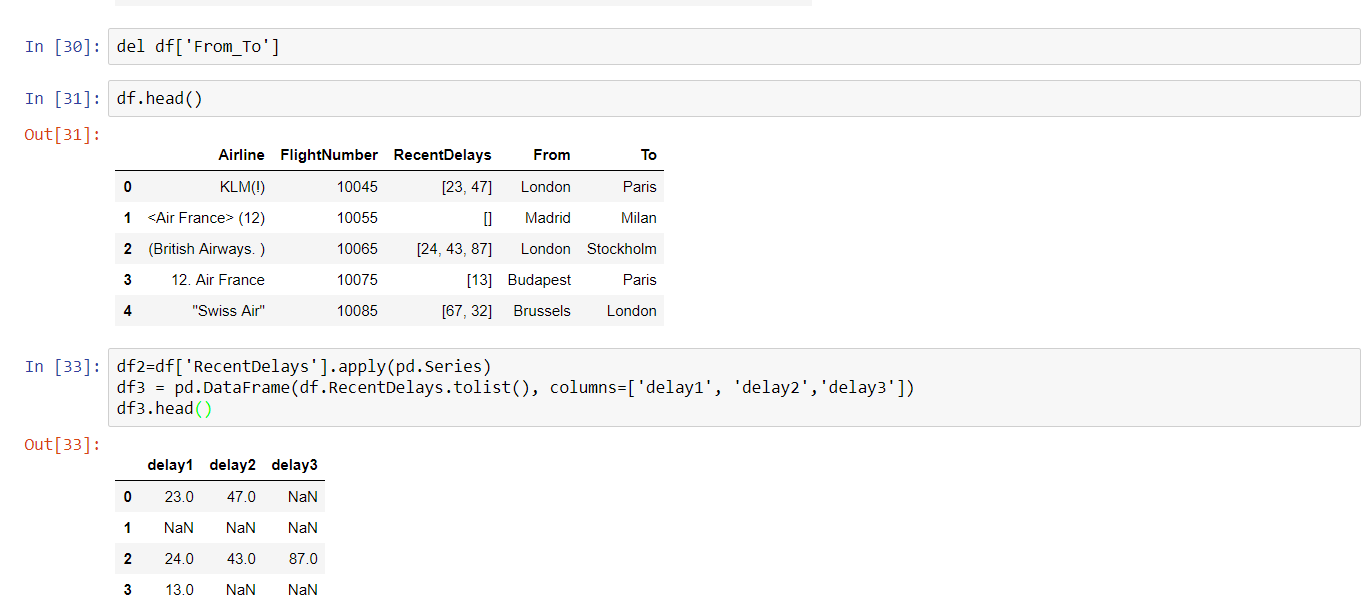 In [30]: del df['From_To']
In [31]: df.head()
Out[31]:
Airline FlightNumber RecentDelays From To
0 KLM(!) 10045 [23, 47] London Paris
1 <Air France> (12) 10055 [] Madrid Milan
2 (British Airways. ) 10065 [24, 43, 87] London Stockholm
3 12. Air France 10075 [13] Budapest Paris
4 "Swiss Air" 10085 [67, 32] Brussels London
In [33]: df2=df['RecentDelays'].apply(pd.Series)
df3 = pd.DataFrame(df.RecentDelays.tolist(), columns=['delay1', 'delay2','delay3'])
df3.head()
Out[33]:
delay1 delay2 delay3
0 23.0 47.0 NaN
1 NaN NaN NaN
2 24.0 43.0 87.0
3 13.0 NaN NaN